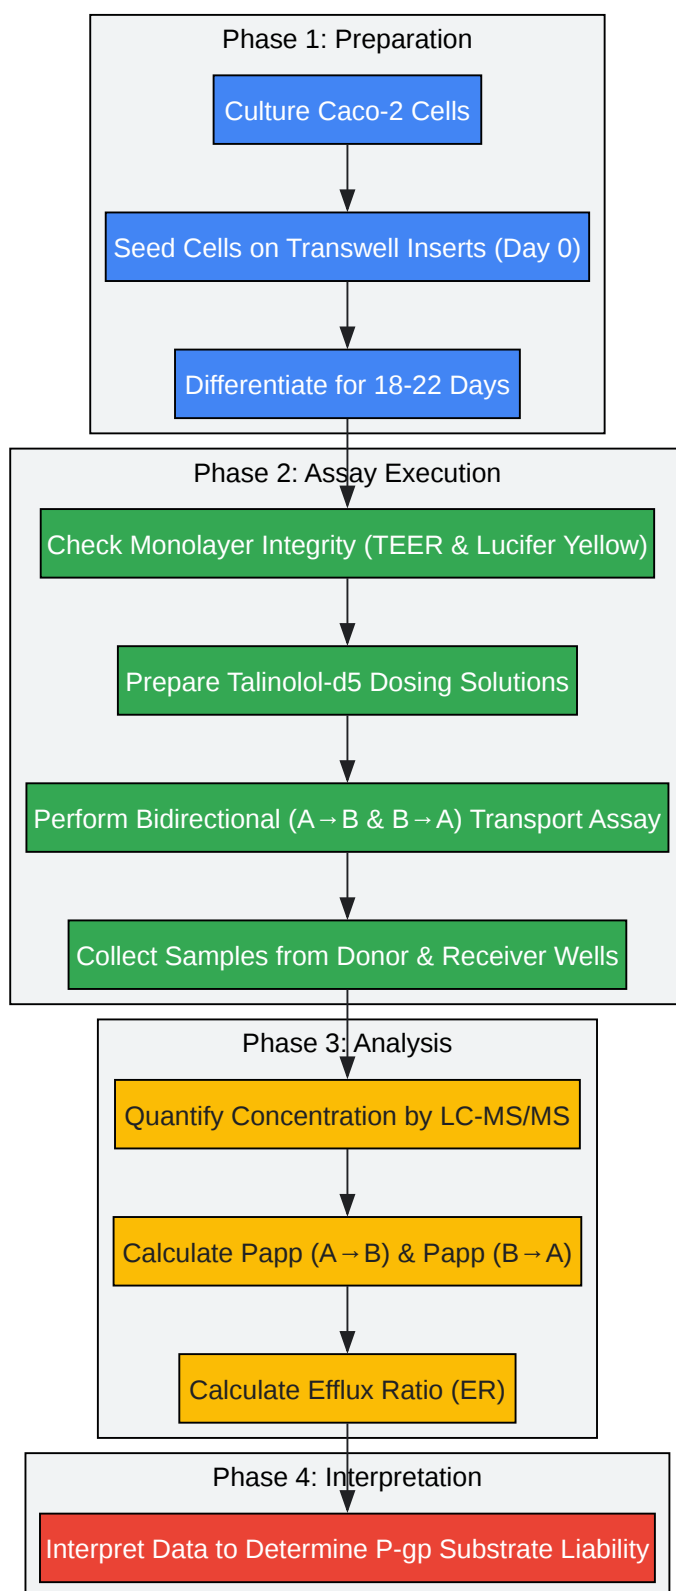 Phase 1: Preparation
Culture Caco-2 Cells
Seed Cells on Transwell Inserts (Day 0)
Differentiate for 18-22 Days
Phase 2: Assay Execution
Check Monolayer Integrity (TEER & Lucifer Yellow)
Prepare Talinolol-d5 Dosing Solutions
Perform Bidirectional (A→B & B→A) Transport Assay
Collect Samples from Donor & Receiver Wells
Phase 3: Analysis
Quantify Concentration by LC-MS/MS
Calculate Papp (A→B) & Papp (B→A)
Calculate Efflux Ratio (ER)
Phase 4: Interpretation
Interpret Data to Determine P-gp Substrate Liability